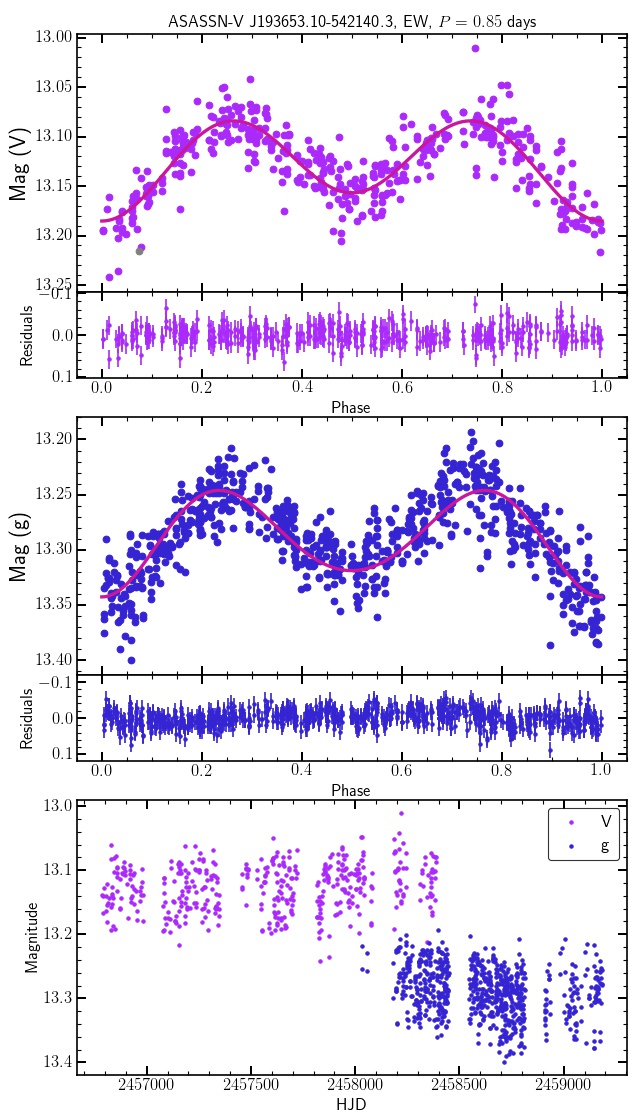 ASASSN-V J193653.10-542140.3, EW, P = 0.85 days
13.00
13.05
13.10
13.15
13.20
13.25
Mag (V)
−0.1
0.0
0.1
Residuals
0.0 0.2 0.4 0.6 0.8 1.0
Phase
13.20
13.25
13.30
13.35
13.40
Mag (g)
−0.1
0.0
0.1
Residuals
0.0 0.2 0.4 0.6 0.8 1.0
Phase
13.0
13.1
13.2
13.3
13.4
Magnitude
V
g
2457000 2457500 2458000 2458500 2459000
HJD